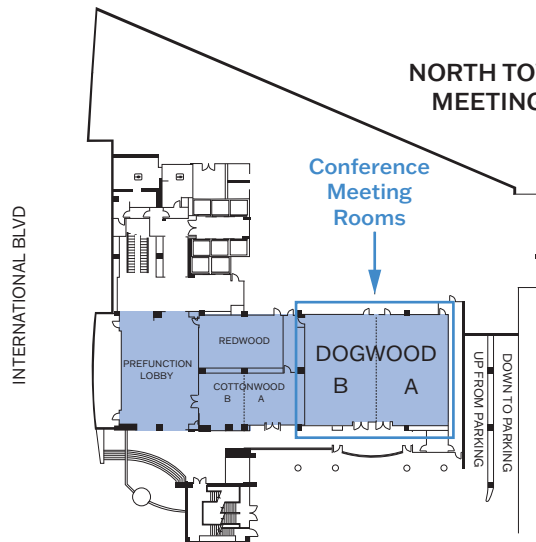 NORTH TO
MEETING
Conference
Meeting
Rooms
INTERNATIONAL BLVD
PREFUNCTION
LOBBY
REDWOOD
COTTONWOOD
B A
DOGWOOD
B A
UP FROM PARKING
DOWN TO PARKING